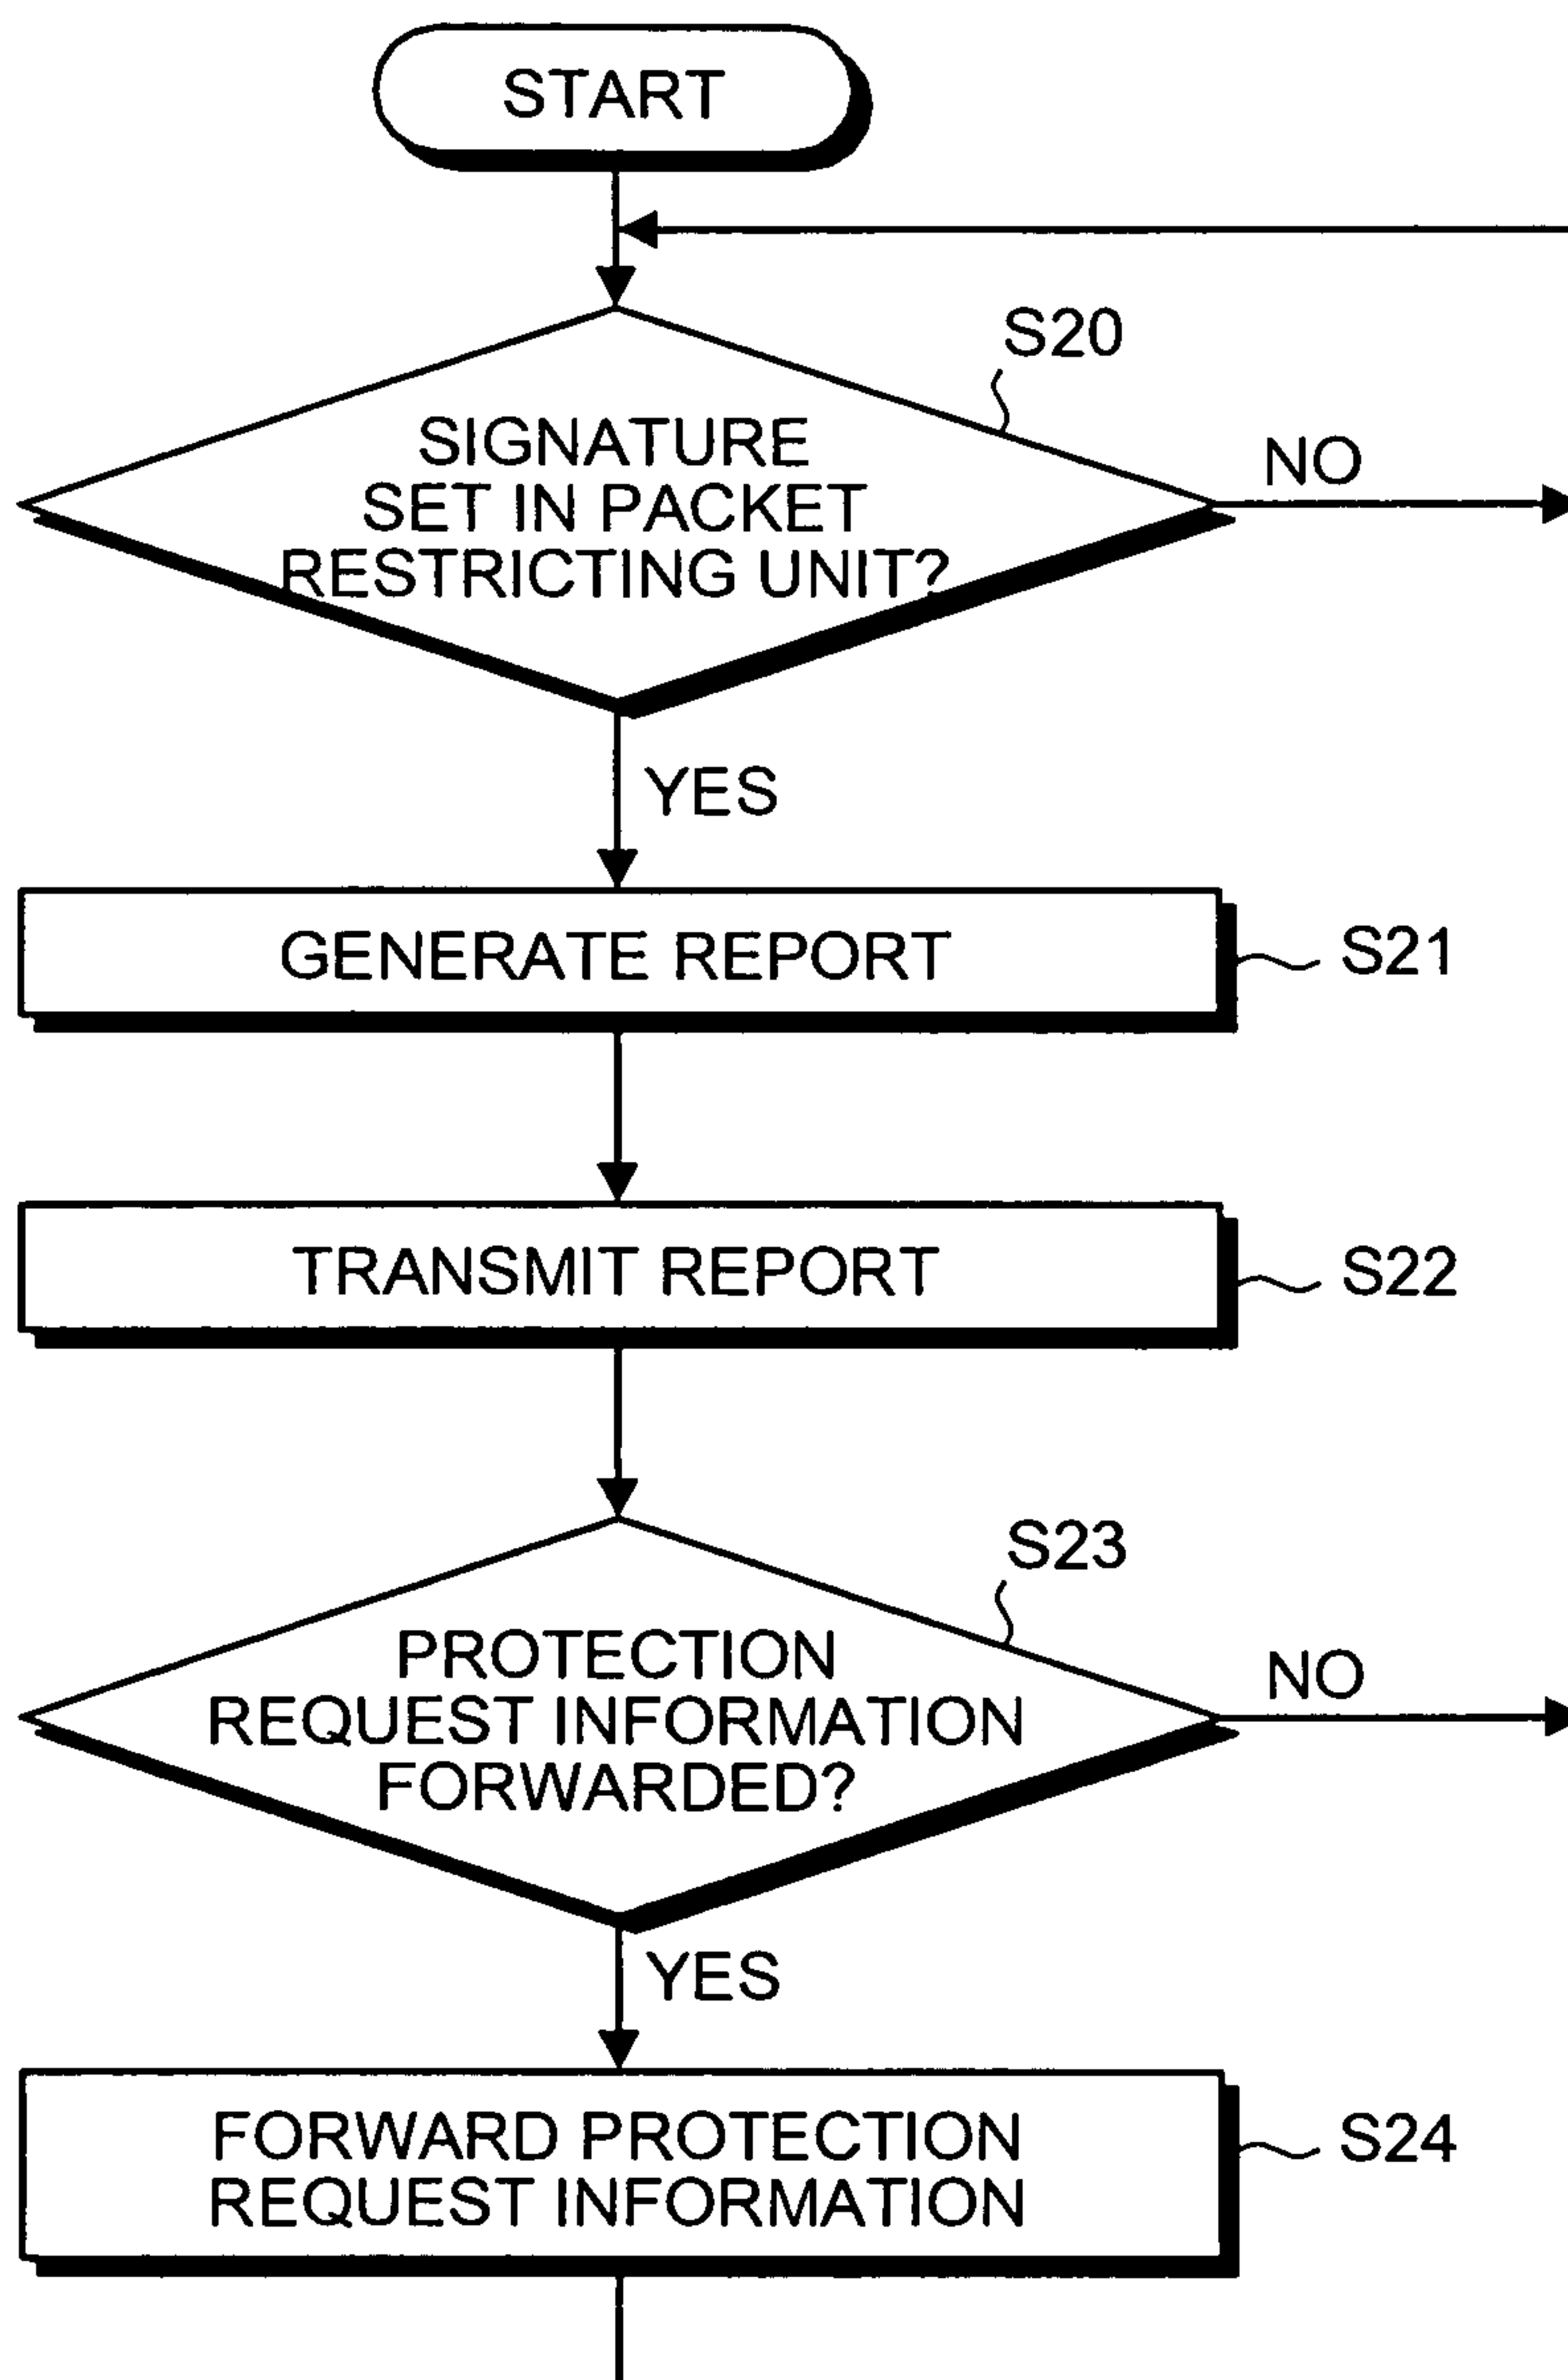 START
S20
SIGNATURE
SET IN PACKET
RESTRICTING UNIT?
NO
YES
GENERATE REPORT
S21
TRANSMIT REPORT
S22
S23
PROTECTION
REQUEST INFORMATION
FORWARDED?
NO
YES
FORWARD PROTECTION
REQUEST INFORMATION
S24